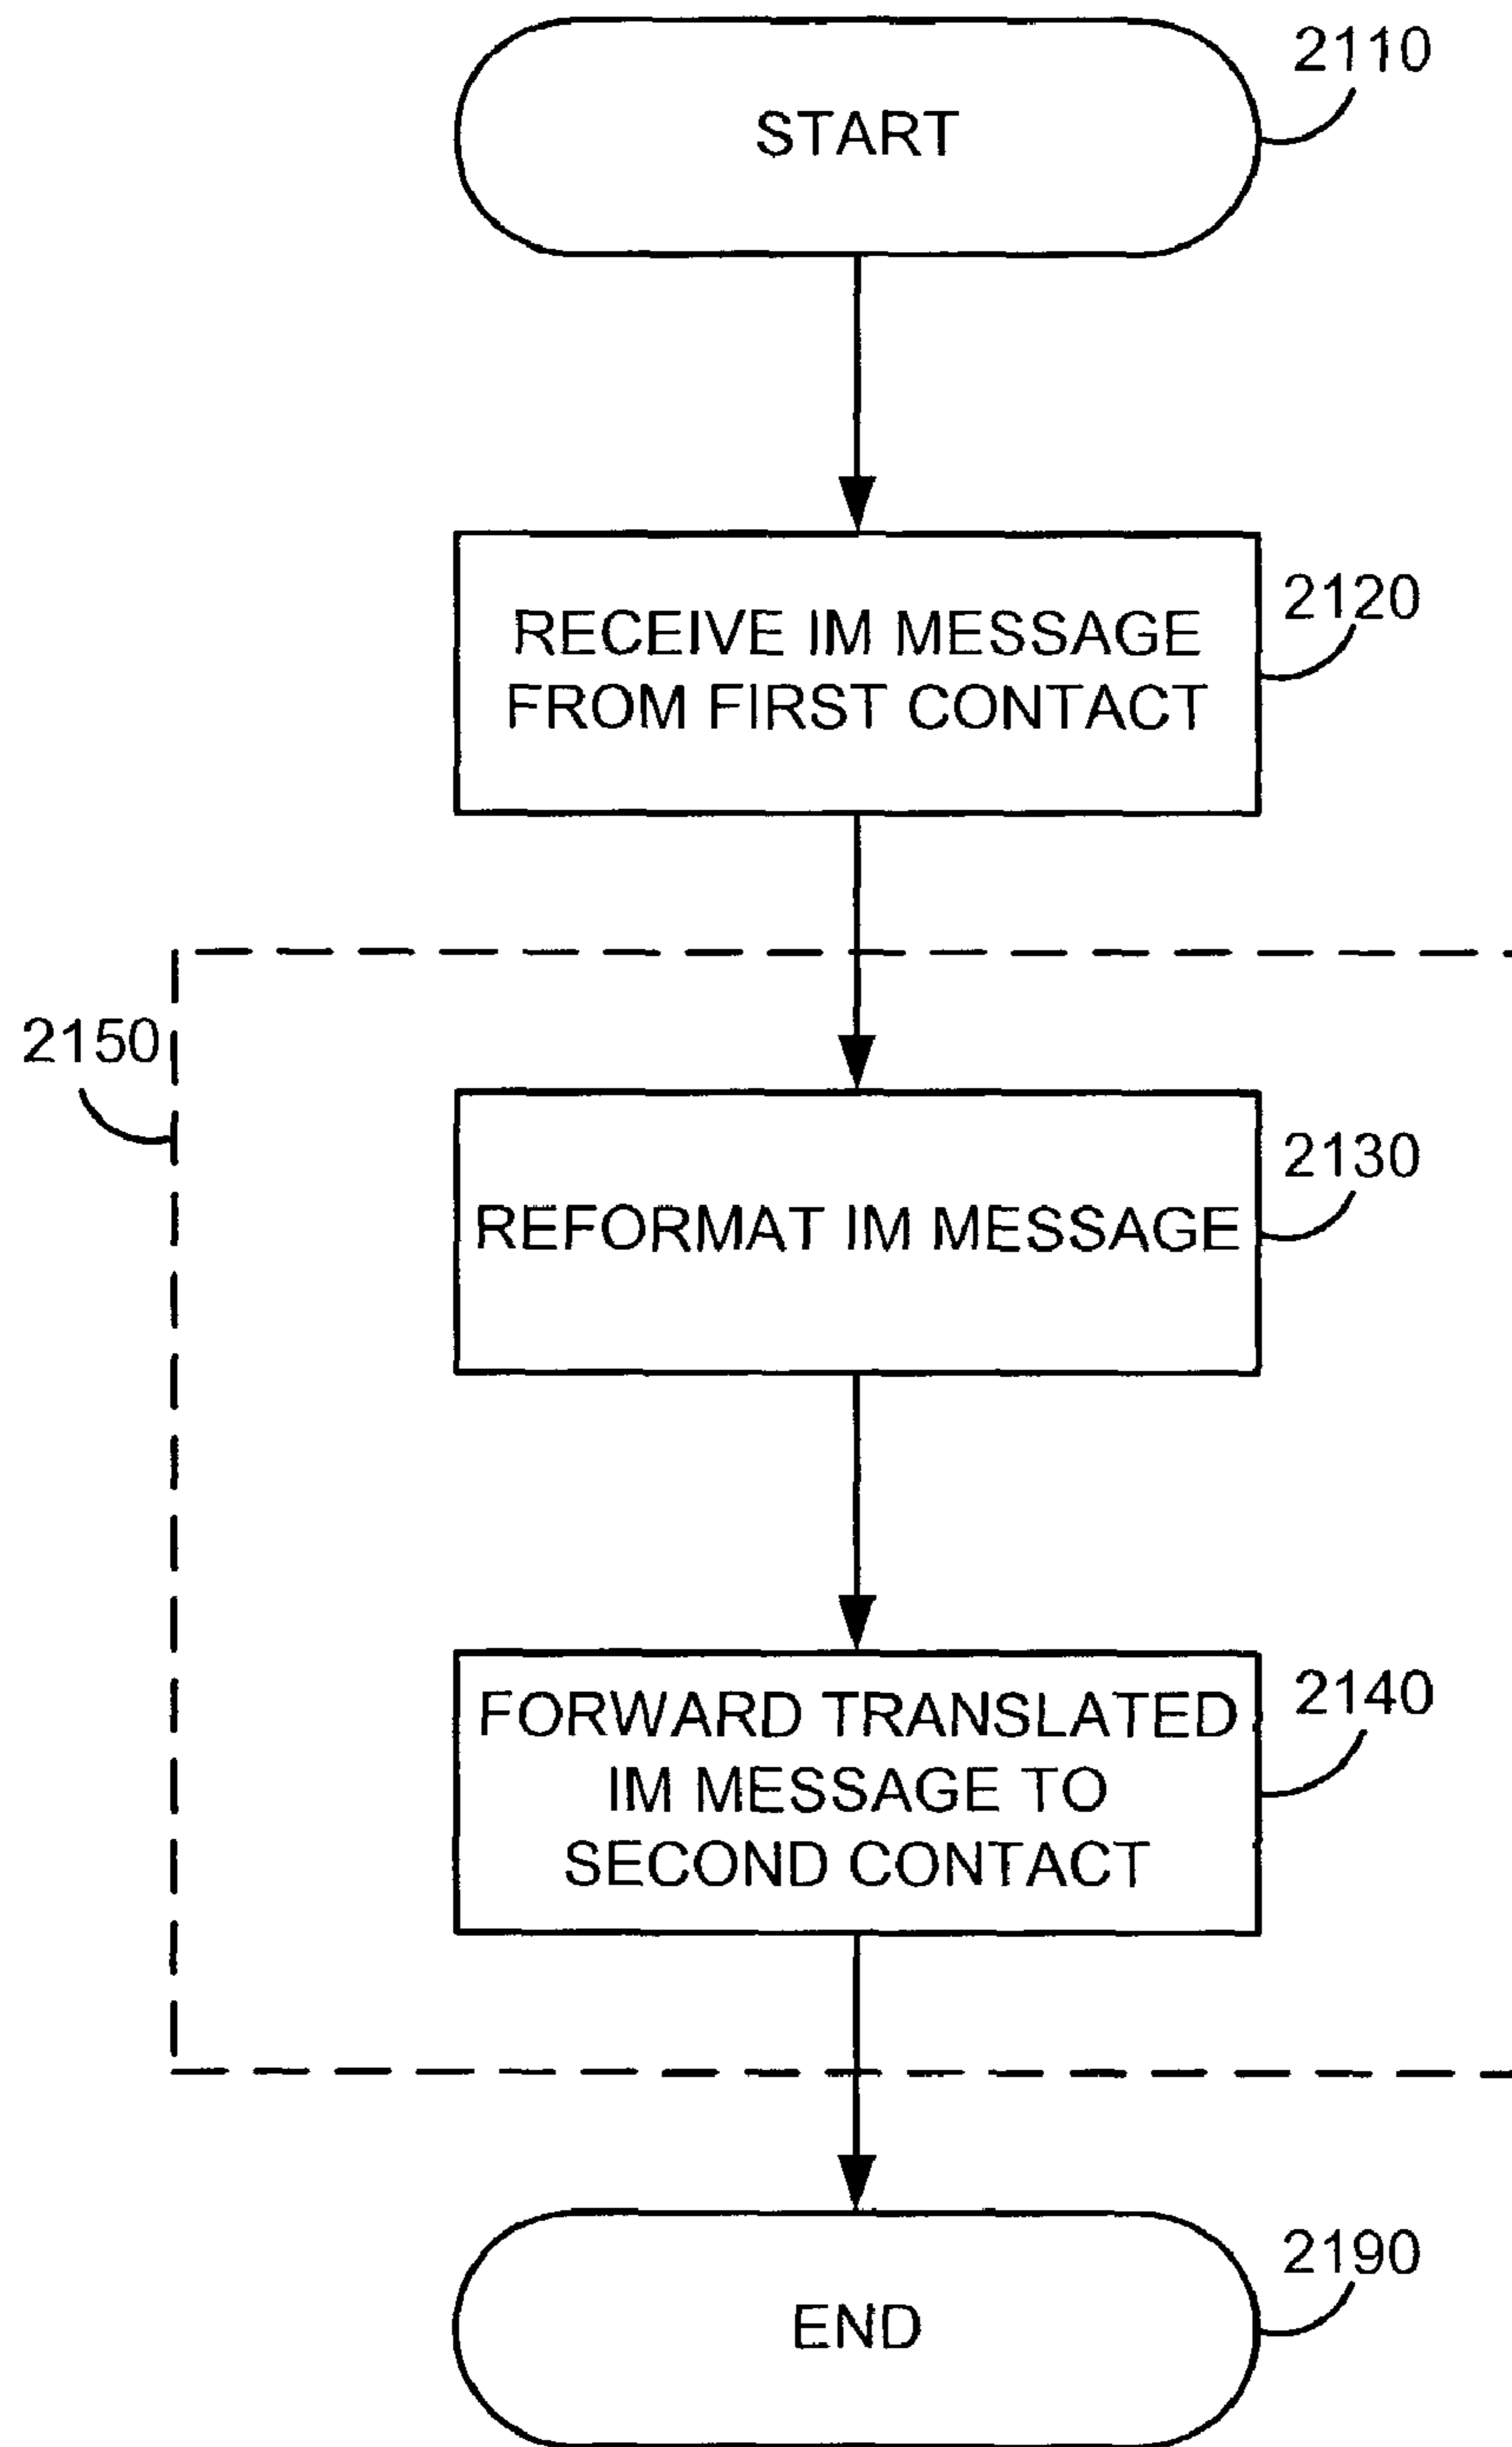 2110
START
2120
RECEIVE IM MESSAGE
FROM FIRST CONTACT
2150
2130
REFORMAT IM MESSAGE
2140
FORWARD TRANSLATED
IM MESSAGE TO
SECOND CONTACT
2190
END